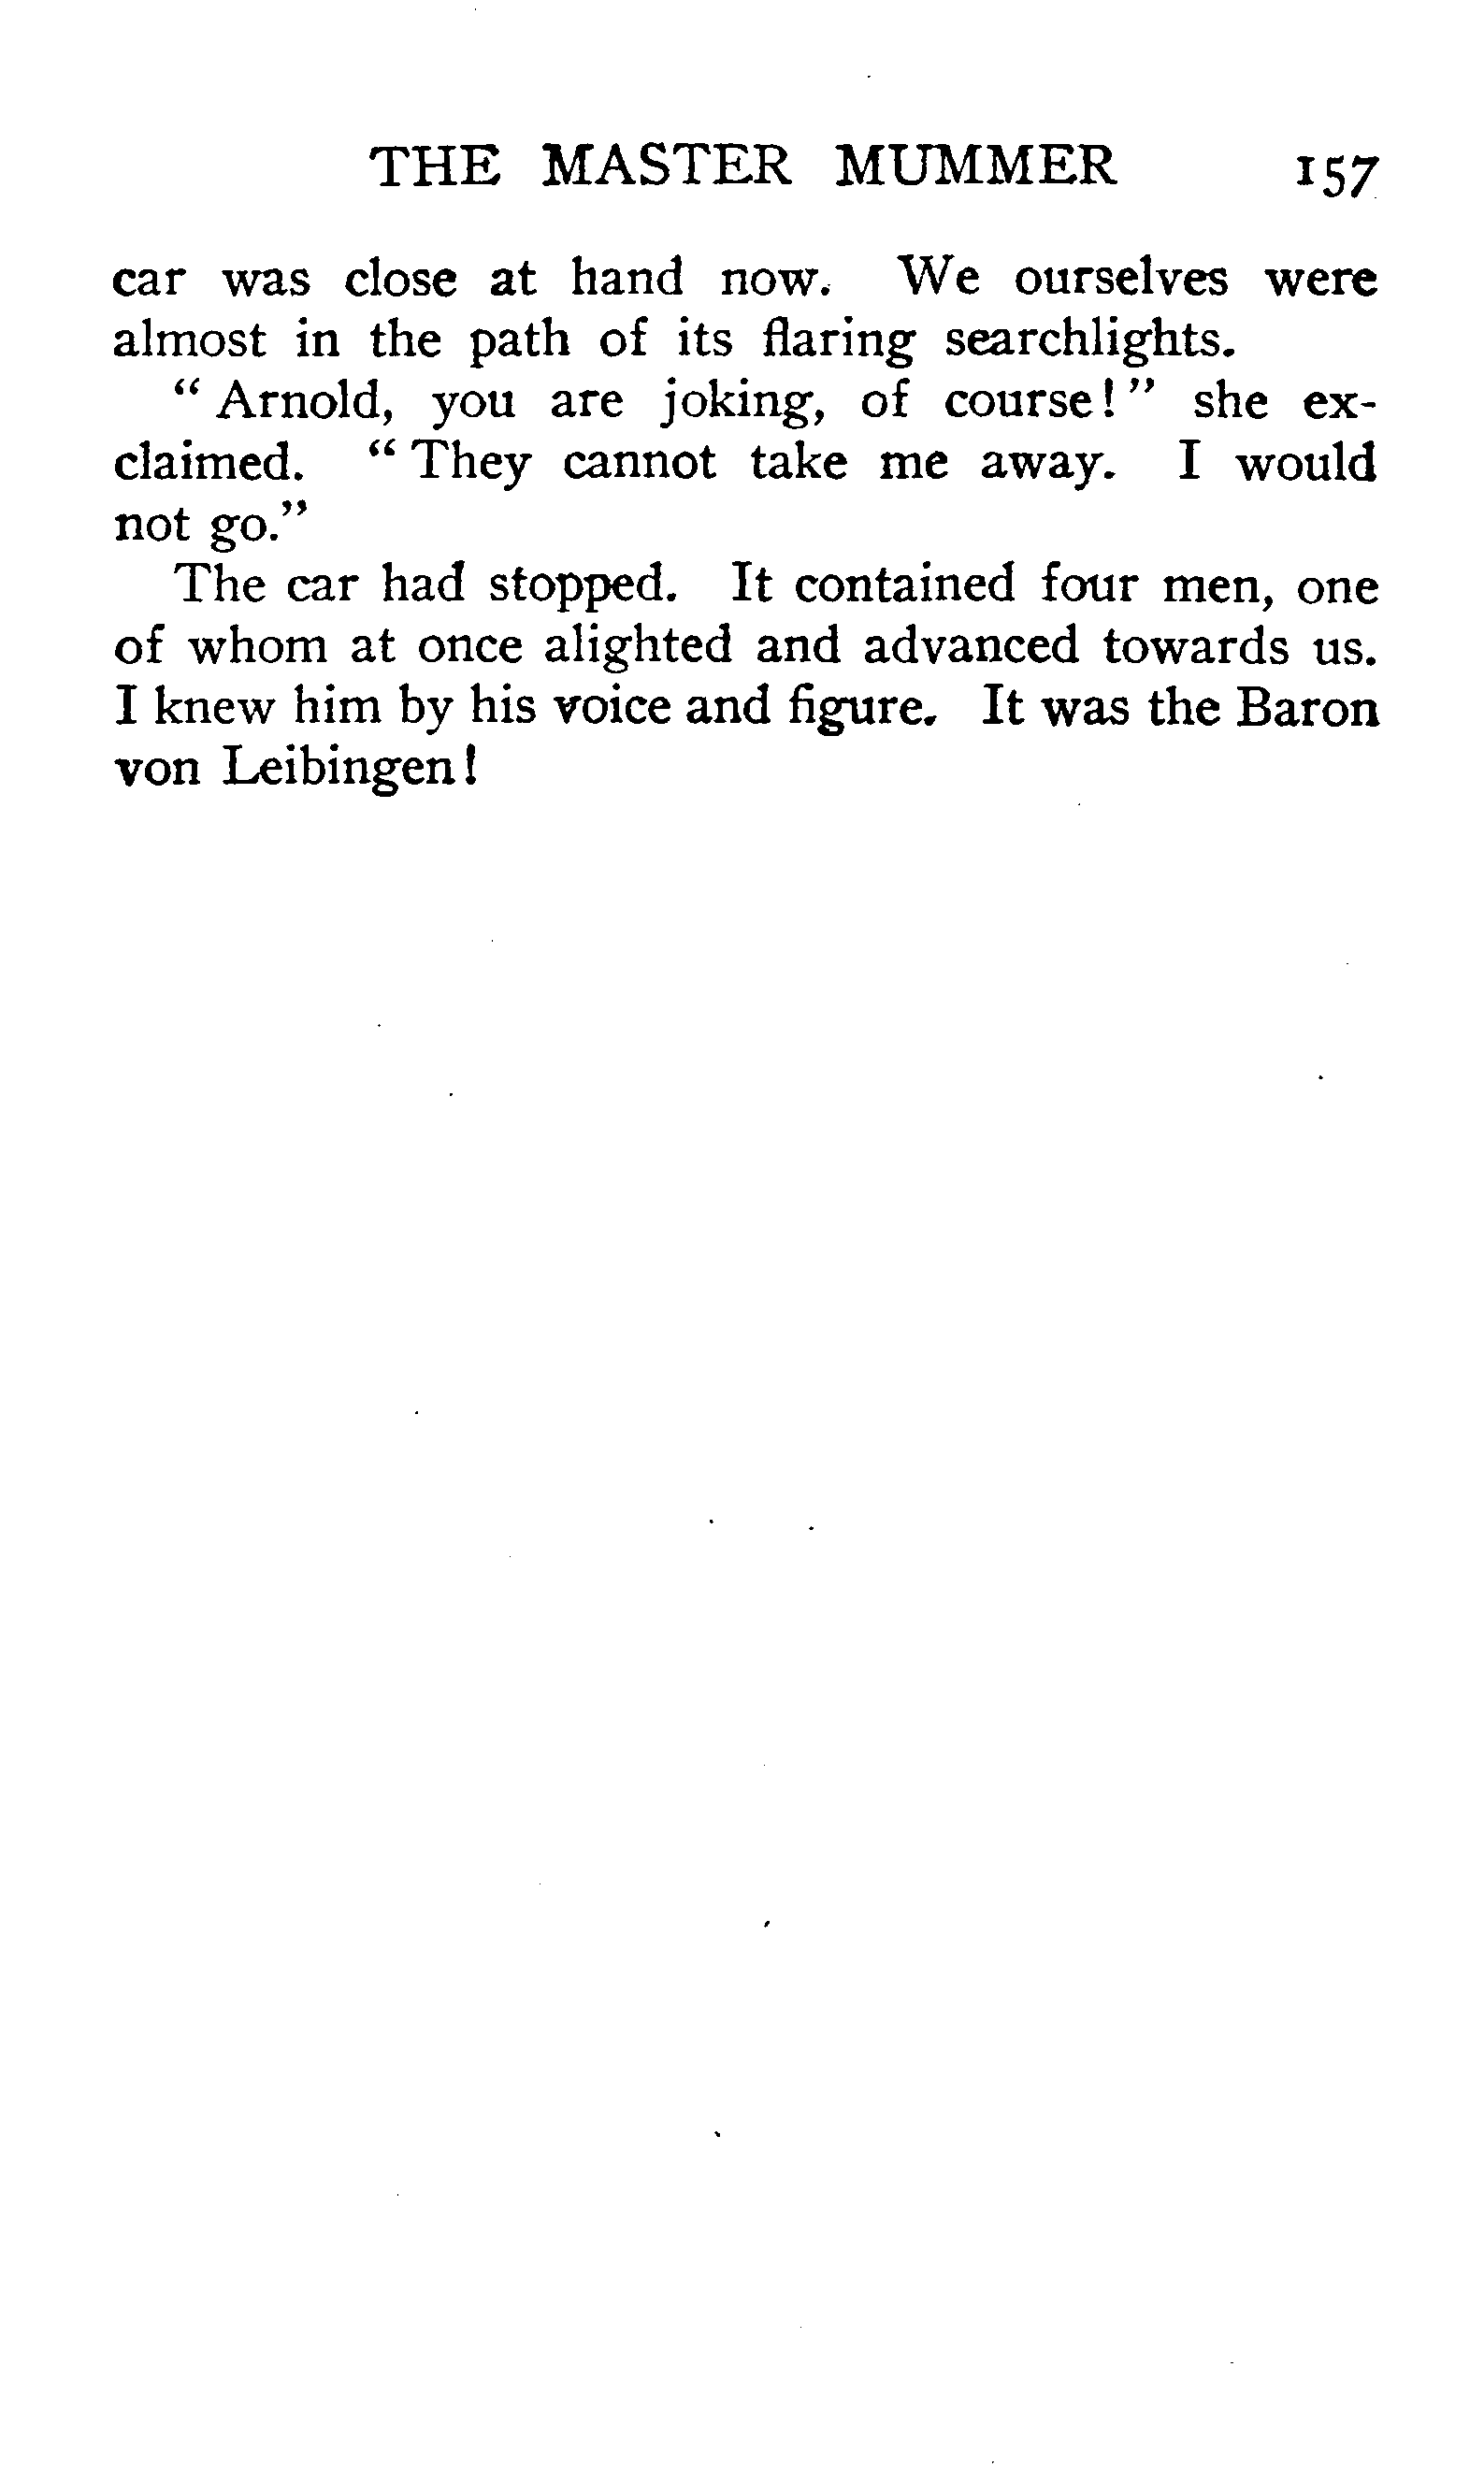 THE MASTER MUMMER 157
car was close at hand now. We ourselves were
almost in the path of its flaring searchlights.
" Arnold, you are joking, of course! " she ex-
claimed. " They cannot take me away. I would
not go."
The car had stopped. It contained four men, one
of whom at once alighted and advanced towards us.
I knew him by his voice and figure. It was the Baron
von Leibingen!